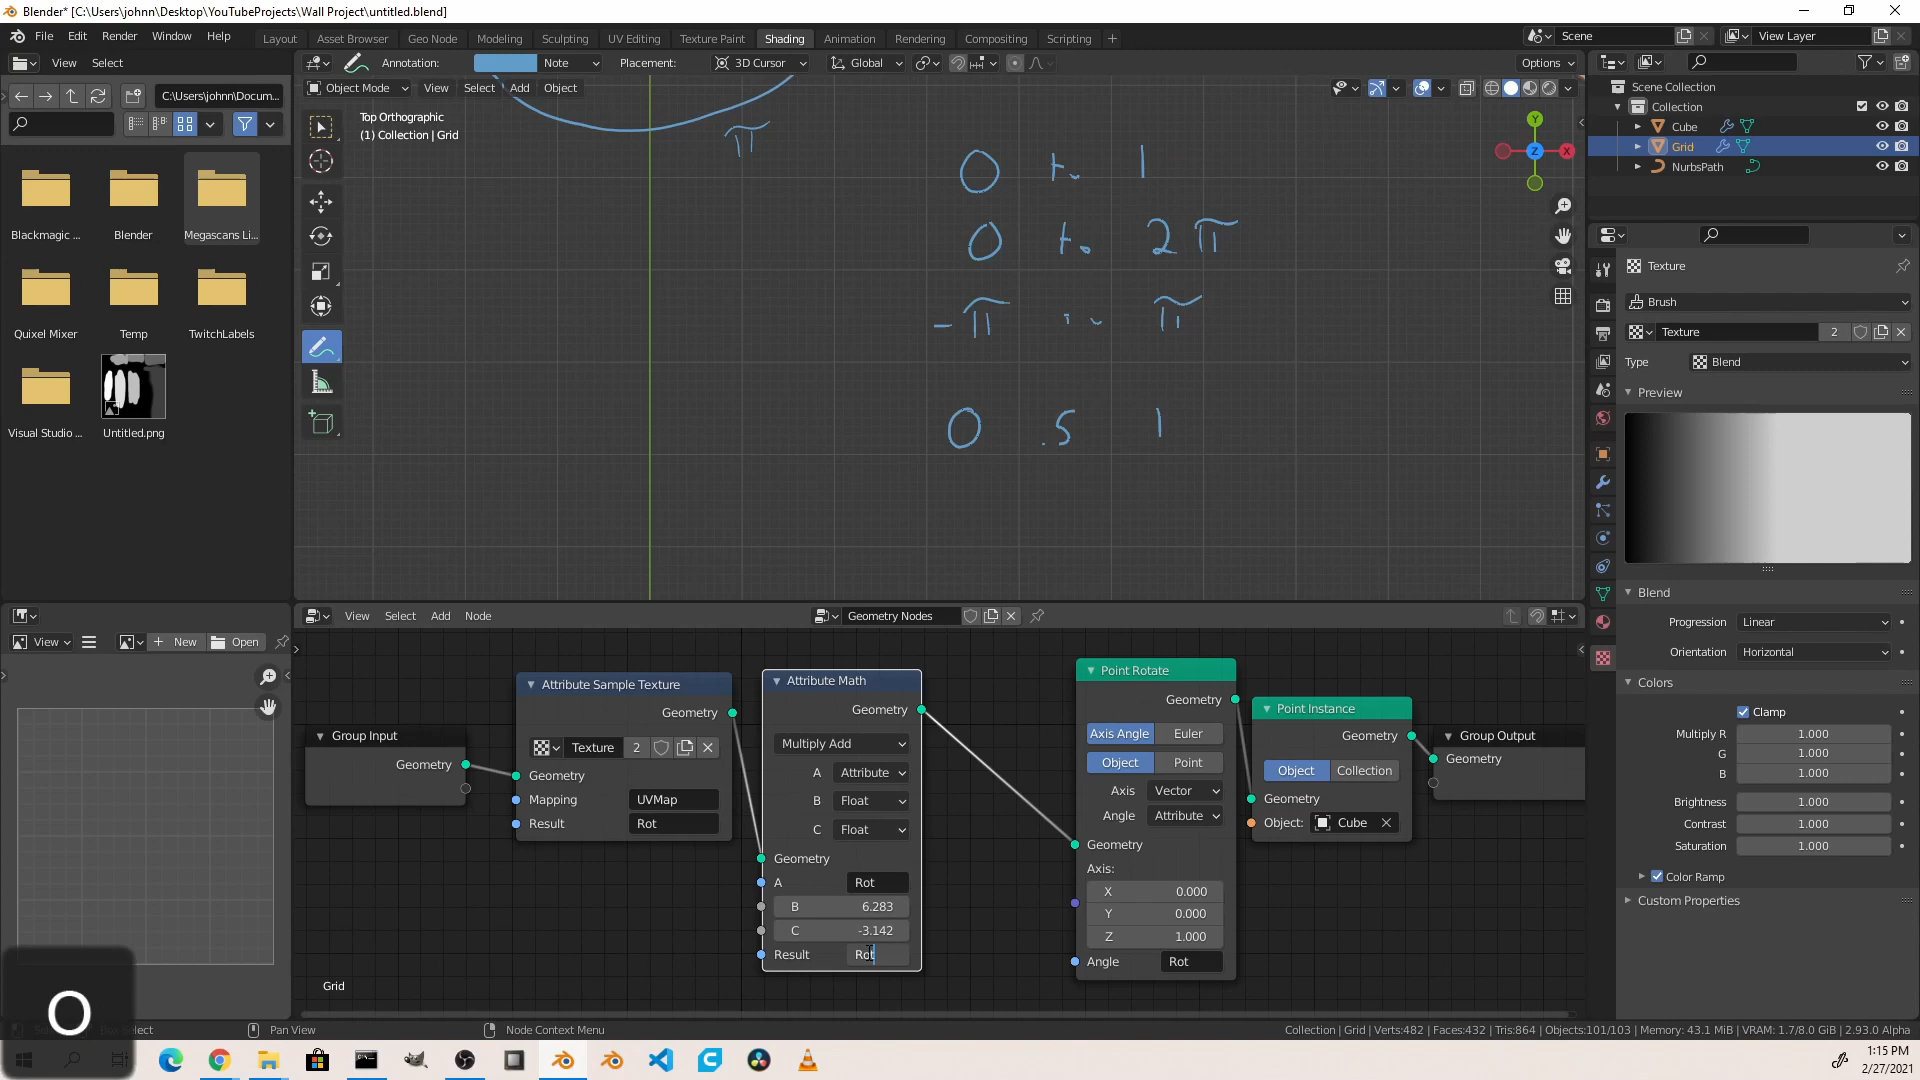 Blender* [C:\Users\johnn\Desktop\YouTubeProjects\Wall Project\untitled.blend]
File Edit Render Window Help
Layout Asset Browser Geo Node Modeling Sculpting UV Editing Texture Paint Shading Animation Rendering Compositing Scripting +
Scene View Layer
View Select
C:\Users\johnn\Docum...
Blackmagic ... Blender Megascans Li...
Quixel Mixer Temp TwitchLabels
Visual Studio ... Untitled.png
Annotation: Note Placement: 3D Cursor Global Options
Object Mode View Select Add Object
Top Orthographic
(1) Collection | Grid
π
0 to 1
0 to 2π
-π to π
0 .5 1
Y
Z X
Scene Collection
Collection
Cube
Grid
NurbsPath
Texture
Brush
Texture 2
Type Blend
Preview
Blend
Progression Linear
Orientation Horizontal
Colors
Clamp
Multiply R 1.000
G 1.000
B 1.000
Brightness 1.000
Contrast 1.000
Saturation 1.000
Color Ramp
Custom Properties
View New Open
View Select Add Node
Geometry Nodes
Group Input
Geometry
Attribute Sample Texture
Geometry
Texture 2
Geometry
Mapping UVMap
Result Rot
Attribute Math
Geometry
Multiply Add
A Attribute
B Float
C Float
Geometry
A Rot
B 6.283
C -3.142
Result Rot
Point Rotate
Geometry
Axis Angle Euler
Object Point
Axis Vector
Angle Attribute
Geometry
Axis:
X 0.000
Y 0.000
Z 1.000
Angle Rot
Point Instance
Geometry
Object Collection
Geometry
Object: Cube
Group Output
Geometry
Grid
O
Pan View
Node Context Menu
Collection | Grid | Verts:482 | Faces:432 | Tris:864 | Objects:101/103 | Memory: 43.1 MiB | VRAM: 1.7/8.0 GiB | 2.93.0 Alpha
1:15 PM
2/27/2021